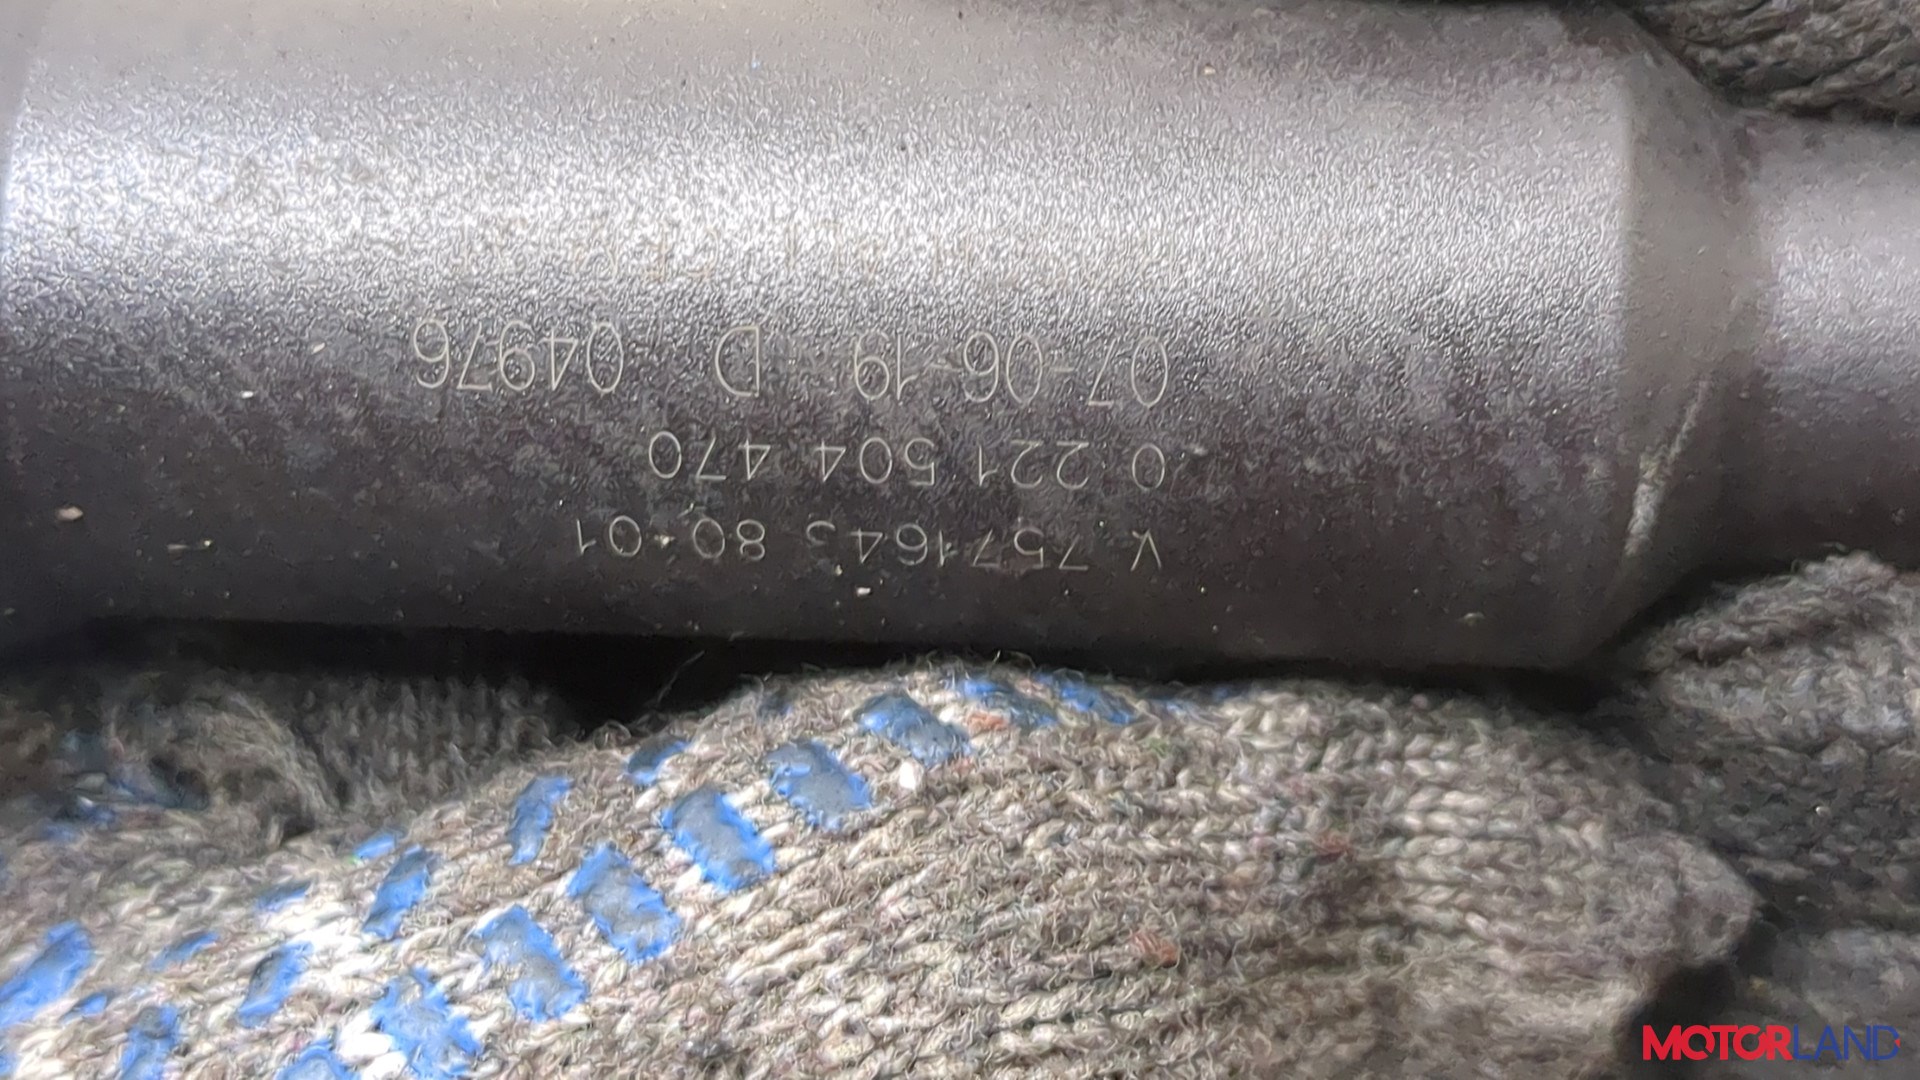 V 7571643 80-01
0 221 504 470
07-06-19 D 04976
MOTORLAND